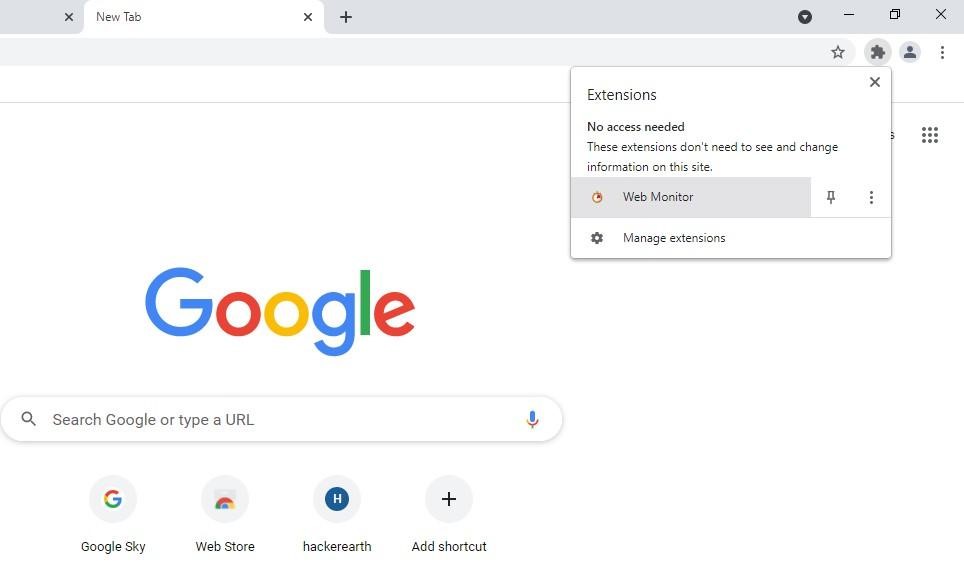 New Tab
Extensions
No access needed
These extensions don't need to see and change
information on this site.
Web Monitor
Manage extensions
Google
Search Google or type a URL
H
Google Sky
Web Store
hackerearth
Add shortcut